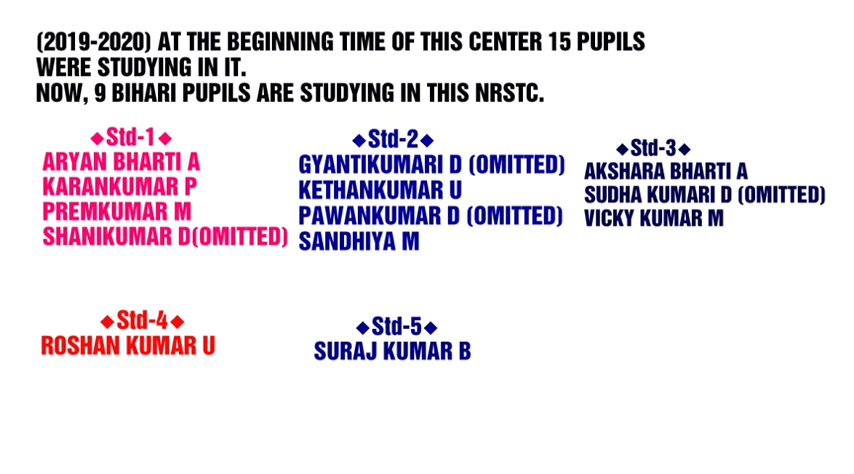 (2019-2020) AT THE BEGINNING TIME OF THIS CENTER 15 PUPILS
WERE STUDYING IN IT.
NOW, 9 BIHARI PUPILS ARE STUDYING IN THIS NRSTC.
◆Std-1◆
ARYAN BHARTI A
KARANKUMAR P
PREMKUMAR M
SHANIKUMAR D(OMITTED)
◆Std-2◆
GYANTIKUMARI D (OMITTED)
KETHANKUMAR U
PAWANKUMAR D (OMITTED)
SANDHIYA M
◆Std-3◆
AKSHARA BHARTI A
SUDHA KUMARI D (OMITTED)
VICKY KUMAR M
◆Std-4◆
ROSHAN KUMAR U
◆Std-5◆
SURAJ KUMAR B